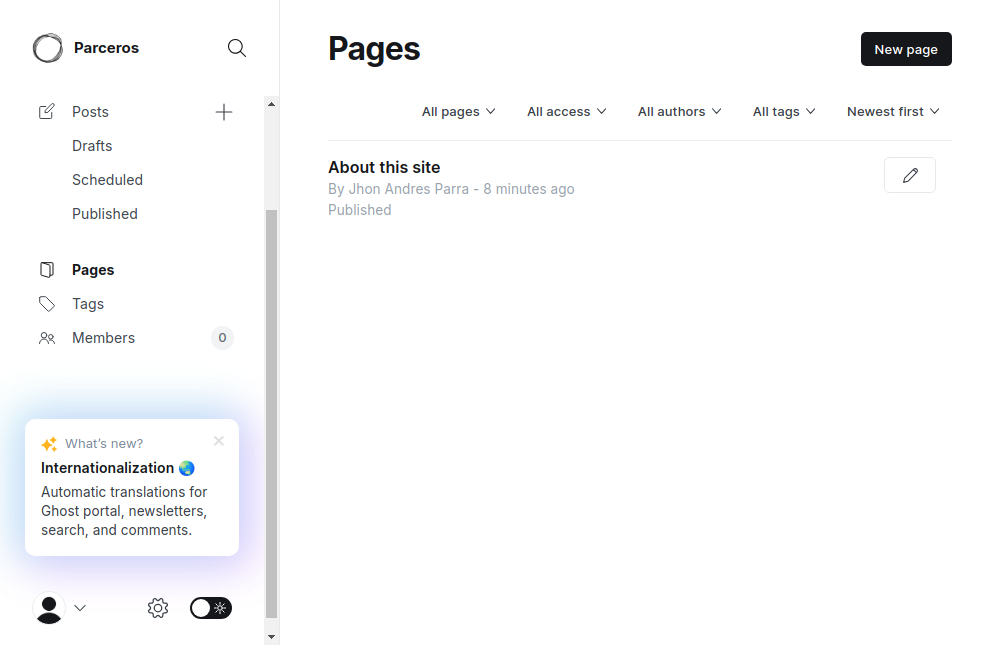 Parceros
Posts
Drafts
Scheduled
Published
Pages
Tags
Members 0
What's new?
Internationalization
Automatic translations for
Ghost portal, newsletters,
search, and comments.
Pages
New page
All pages All access All authors All tags Newest first
About this site
By Jhon Andres Parra - 8 minutes ago
Published